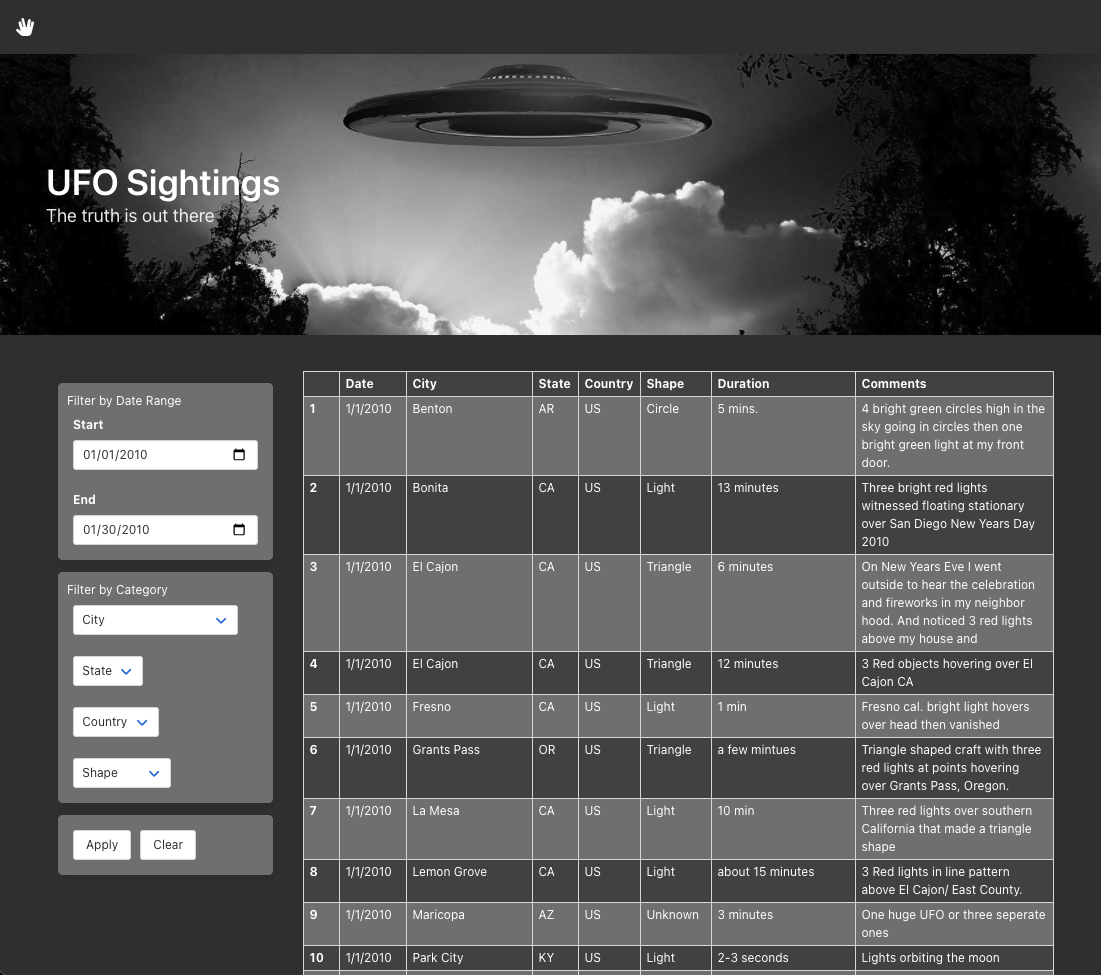 UFO Sightings
The truth is out there
Filter by Date Range
Start
01/01/2010
End
01/30/2010
Filter by Category
City
State
Country
Shape
Apply Clear
Date City State Country Shape Duration Comments
1 1/1/2010 Benton AR US Circle 5 mins. 4 bright green circles high in the
sky going in circles then one
bright green light at my front
door.
2 1/1/2010 Bonita CA US Light 13 minutes Three bright red lights
witnessed floating stationary
over San Diego New Years Day
2010
3 1/1/2010 El Cajon CA US Triangle 6 minutes On New Years Eve I went
outside to hear the celebration
and fireworks in my neighbor
hood. And noticed 3 red lights
above my house and
4 1/1/2010 El Cajon CA US Triangle 12 minutes 3 Red objects hovering over El
Cajon CA
5 1/1/2010 Fresno CA US Light 1 min Fresno cal. bright light hovers
over head then vanished
6 1/1/2010 Grants Pass OR US Triangle a few mintues Triangle shaped craft with three
red lights at points hovering
over Grants Pass, Oregon.
7 1/1/2010 La Mesa CA US Light 10 min Three red lights over southern
California that made a triangle
shape
8 1/1/2010 Lemon Grove CA US Light about 15 minutes 3 Red lights in line pattern
above El Cajon/ East County.
9 1/1/2010 Maricopa AZ US Unknown 3 minutes One huge UFO or three seperate
ones
10 1/1/2010 Park City KY US Light 2-3 seconds Lights orbiting the moon